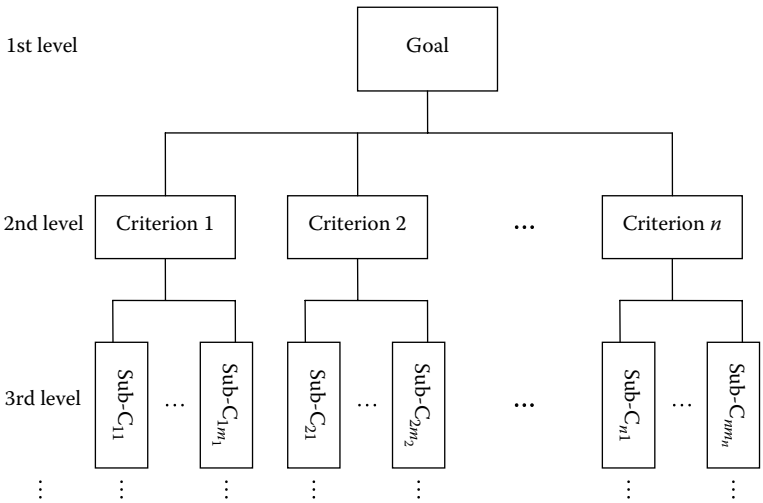 1st level
Goal
2nd level
Criterion 1
Criterion 2
...
Criterion n
3rd level
Sub-C₁₁
...
Sub-C₁ₘ₁
Sub-C₂₁
...
Sub-C₂ₘ₂
...
Sub-Cₙ₁
...
Sub-Cₙₘₙ
⋮ ⋮ ⋮ ⋮ ⋮ ⋮ ⋮